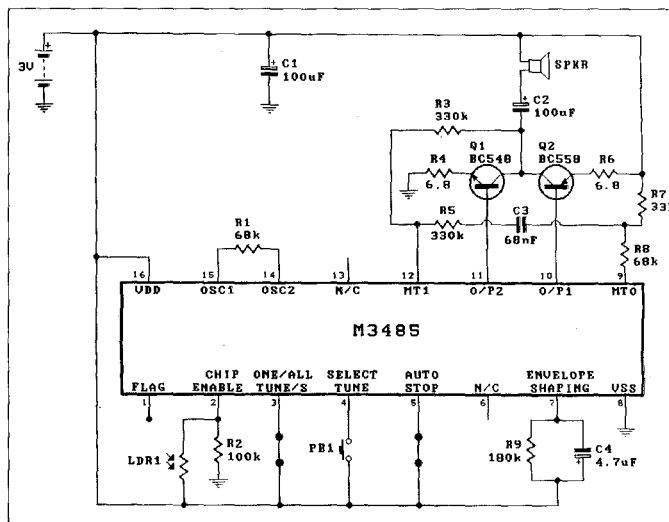 3V
+
C1
100uF
+
SPKR
R3
330k
C2
100uF
+
Q1
BC548
Q2
BC558
R4
6.8
R6
6.8
R5
330k
C3
68nF
R7
R1
68k
R8
68k
16
15
14
13
12
11
10
9
VDD
OSC1
OSC2
N/C
MT1
O/P2
O/P1
MTO
M3485
FLAG
CHIP
ENABLE
ONE/ALL
TUNE/S
SELECT
TUNE
AUTO
STOP
N/C
ENVELOPE
SHAPING
VSS
1
2
3
4
5
6
7
8
LDR1
R2
100k
PB1
R9
180k
C4
4.7uF
+